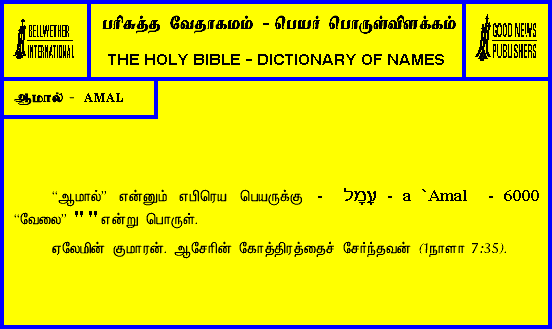 BELLWETHER
INTERNATIONAL
பரிசுத்த வேதாகமம் - பெயர் பொருள்விளக்கம்
THE HOLY BIBLE - DICTIONARY OF NAMES
GOOD NEWS
PUBLISHERS
ஆமால் - AMAL
“ஆமால்” என்னும் எபிரெய பெயருக்கு - עָמָל - a `Amal - 6000
“வேலை” " " என்று பொருள்.
ஏலேமின் குமாரன். ஆசேரின் கோத்திரத்தைச் சேர்ந்தவன் (1நாளா 7:35).